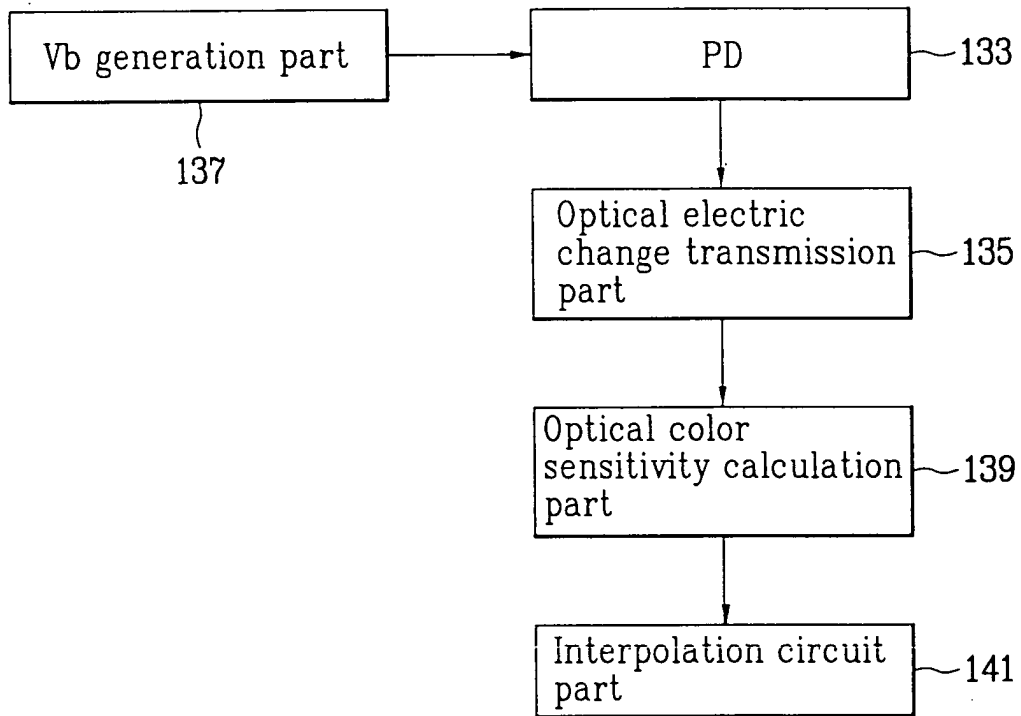 Vb generation part
PD
133
137
Optical electric
change transmission
part
135
Optical color
sensitivity calculation
part
139
Interpolation circuit
part
141